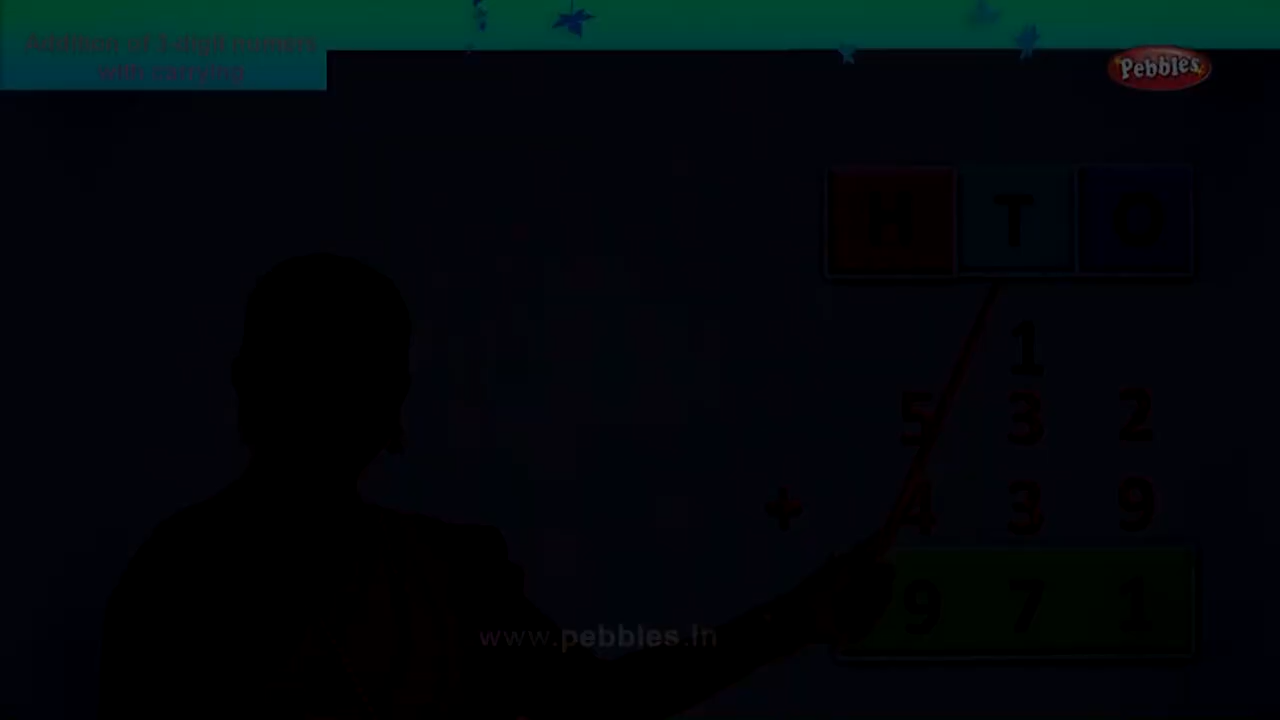 Addition of 3-digit numers
with carrying
Pebbles
H T O
1
5 3 2
+ 4 3 9
9 7 1
www.pebbles.in